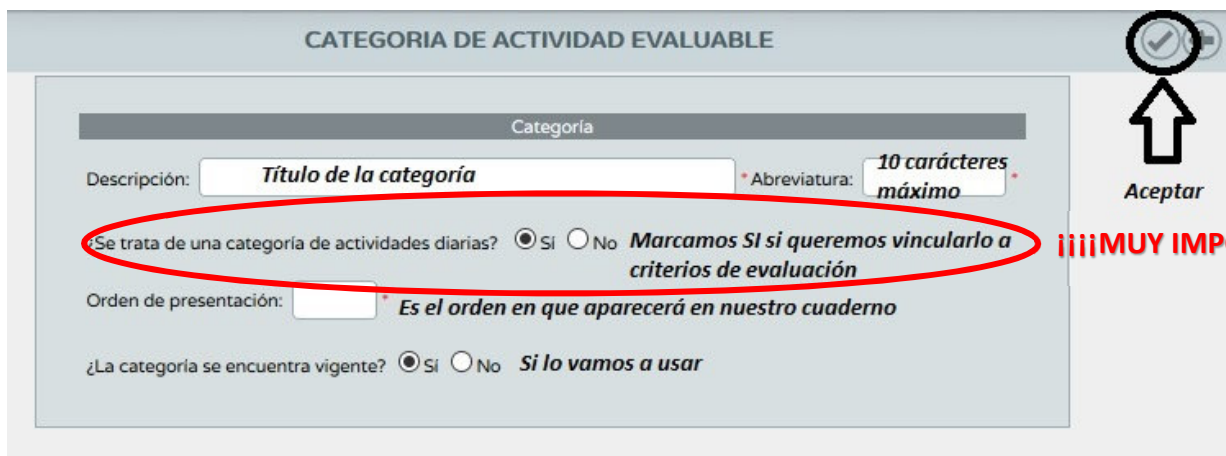 CATEGORIA DE ACTIVIDAD EVALUABLE
Categoría
Descripción: Título de la categoría * Abreviatura: 10 carácteres máximo *
Aceptar
¿Se trata de una categoría de actividades diarias? Sí No Marcamos SI si queremos vincularlo a
criterios de evaluación
¡¡¡¡MUY IMP
Orden de presentación: * Es el orden en que aparecerá en nuestro cuaderno
¿La categoría se encuentra vigente? Sí No Si lo vamos a usar